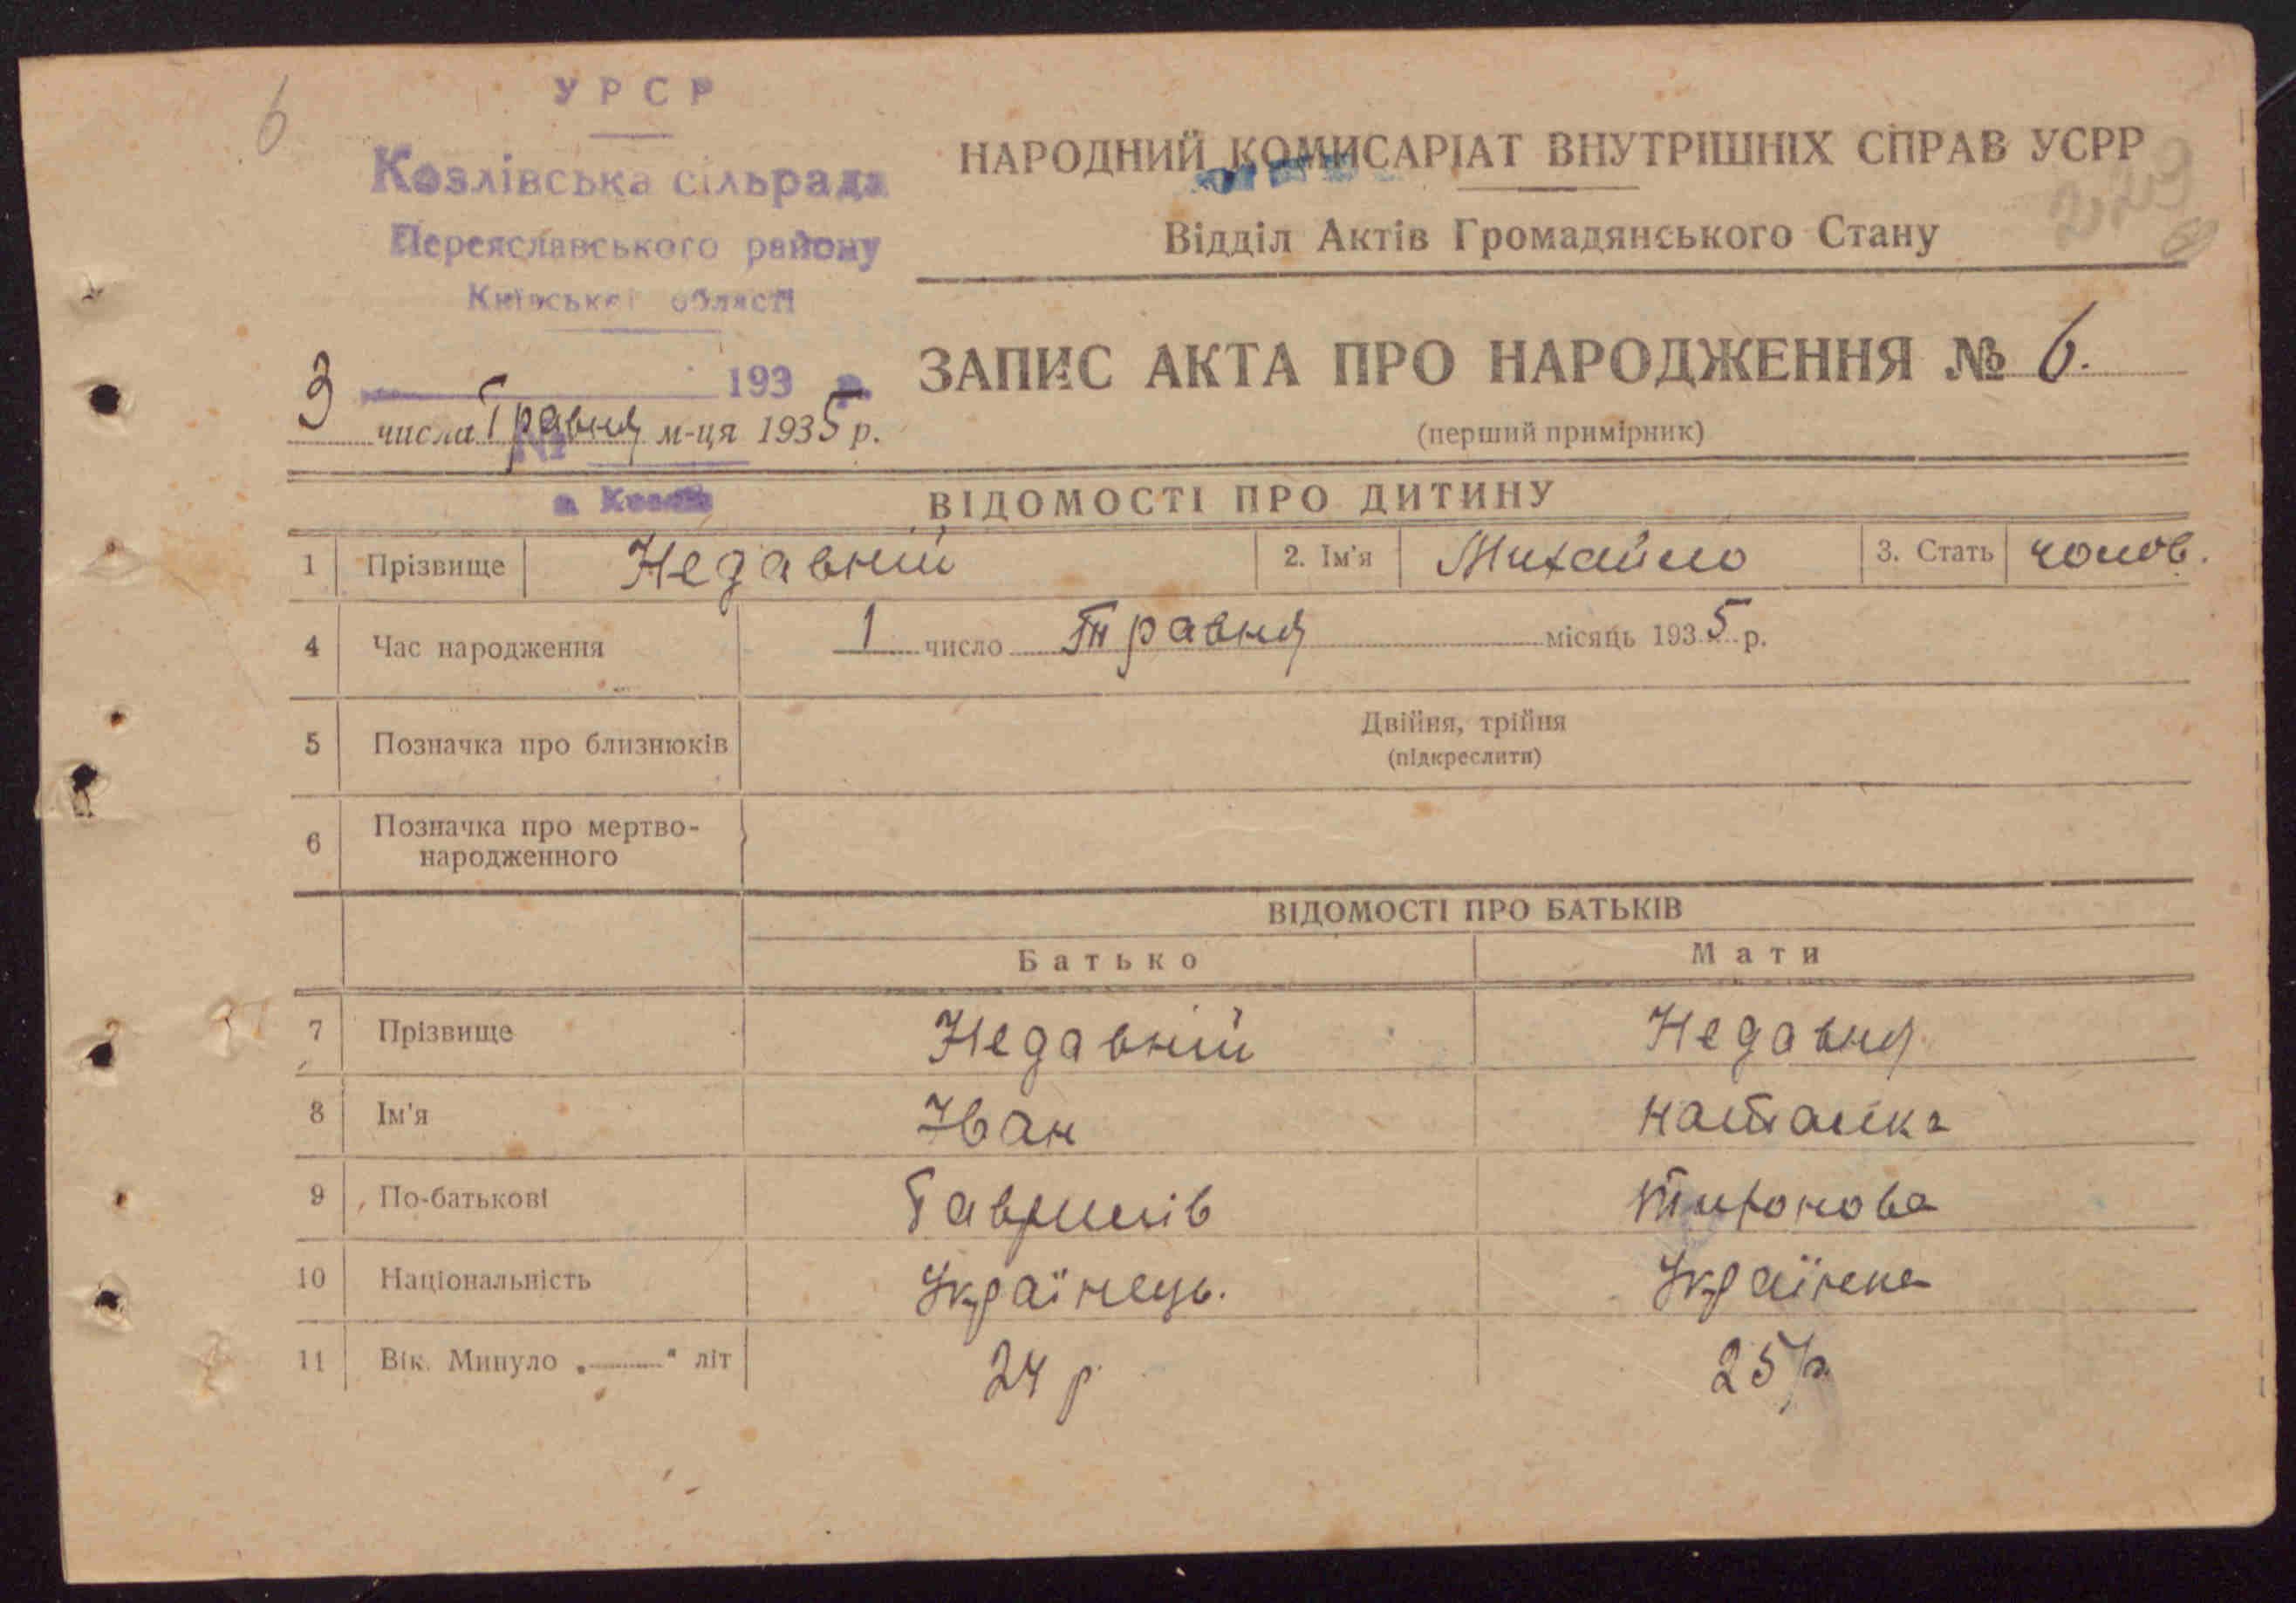 6
УРСР
Козлівська сільрада
Переяславського району
Київської області
193 р.
3 числа Травня м-ця 1935 р.
№
НАРОДНИЙ КОМИСАРІАТ ВНУТРІШНІХ СПРАВ УСРР
229
Відділ Актів Громадянського Стану
ЗАПИС АКТА ПРО НАРОДЖЕННЯ № 6.
(перший примірник)
ВІДОМОСТІ ПРО ДИТИНУ
1 Прізвище Недавній 2. Ім'я Михайло 3. Стать чолов.
4 Час народження 1 число Травня місяць 1935 р.
5 Позначка про близнюків Двійня, трійня
(підкреслити)
6 Позначка про мертво-
народженного
ВІДОМОСТІ ПРО БАТЬКІВ
Батько Мати
7 Прізвище Недавній Недавня
8 Ім'я Іван Наталка
9 По-батькові Гаврилів Тихонова
10 Національність Українець. Українка
11 Вік. Минуло „ “ літ 24 р 25 р.